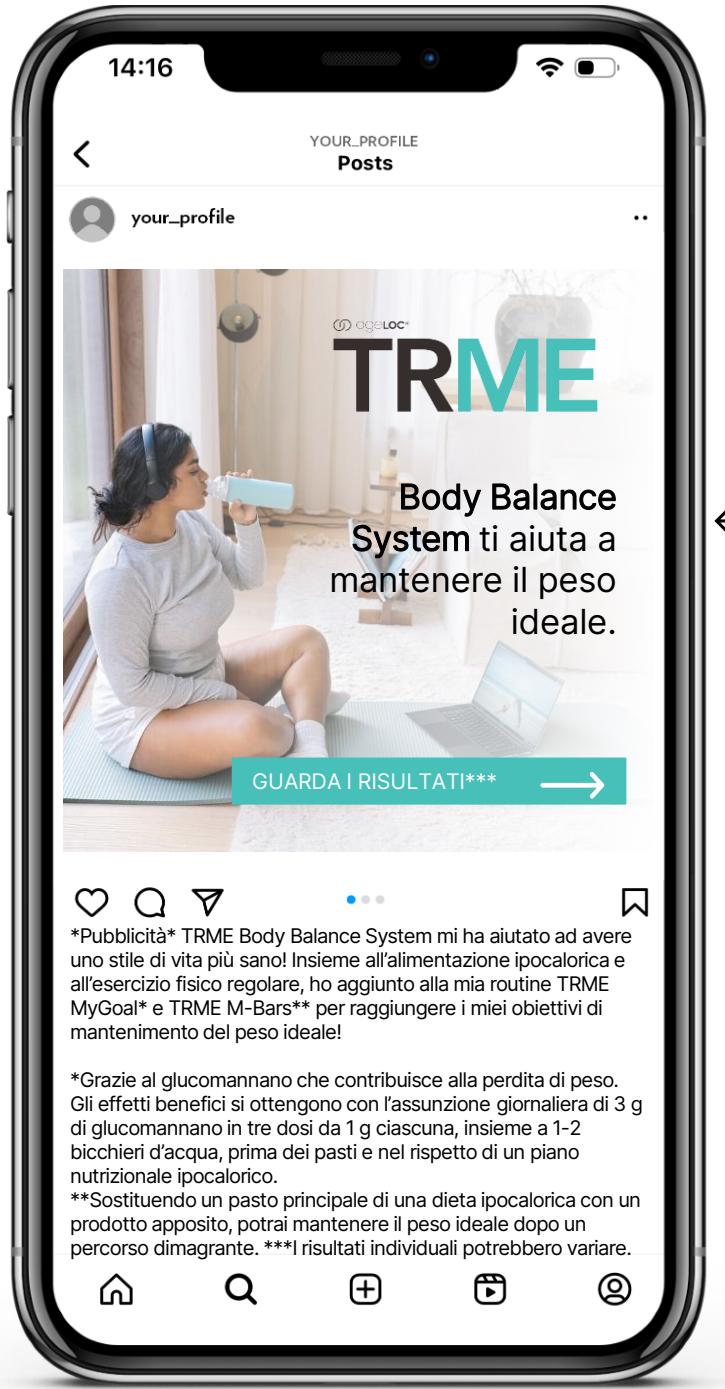 14:16
YOUR_PROFILE
Posts
your_profile
ageLOC®
TRME
Body Balance
System ti aiuta a
mantenere il peso
ideale.
GUARDA I RISULTATI***
*Pubblicità* TRME Body Balance System mi ha aiutato ad avere
uno stile di vita più sano! Insieme all’alimentazione ipocalorica e
all’esercizio fisico regolare, ho aggiunto alla mia routine TRME
MyGoal* e TRME M-Bars** per raggiungere i miei obiettivi di
mantenimento del peso ideale!
*Grazie al glucomannano che contribuisce alla perdita di peso.
Gli effetti benefici si ottengono con l’assunzione giornaliera di 3 g
di glucomannano in tre dosi da 1 g ciascuna, insieme a 1-2
bicchieri d’acqua, prima dei pasti e nel rispetto di un piano
nutrizionale ipocalorico.
**Sostituendo un pasto principale di una dieta ipocalorica con un
prodotto apposito, potrai mantenere il peso ideale dopo un
percorso dimagrante. ***I risultati individuali potrebbero variare.